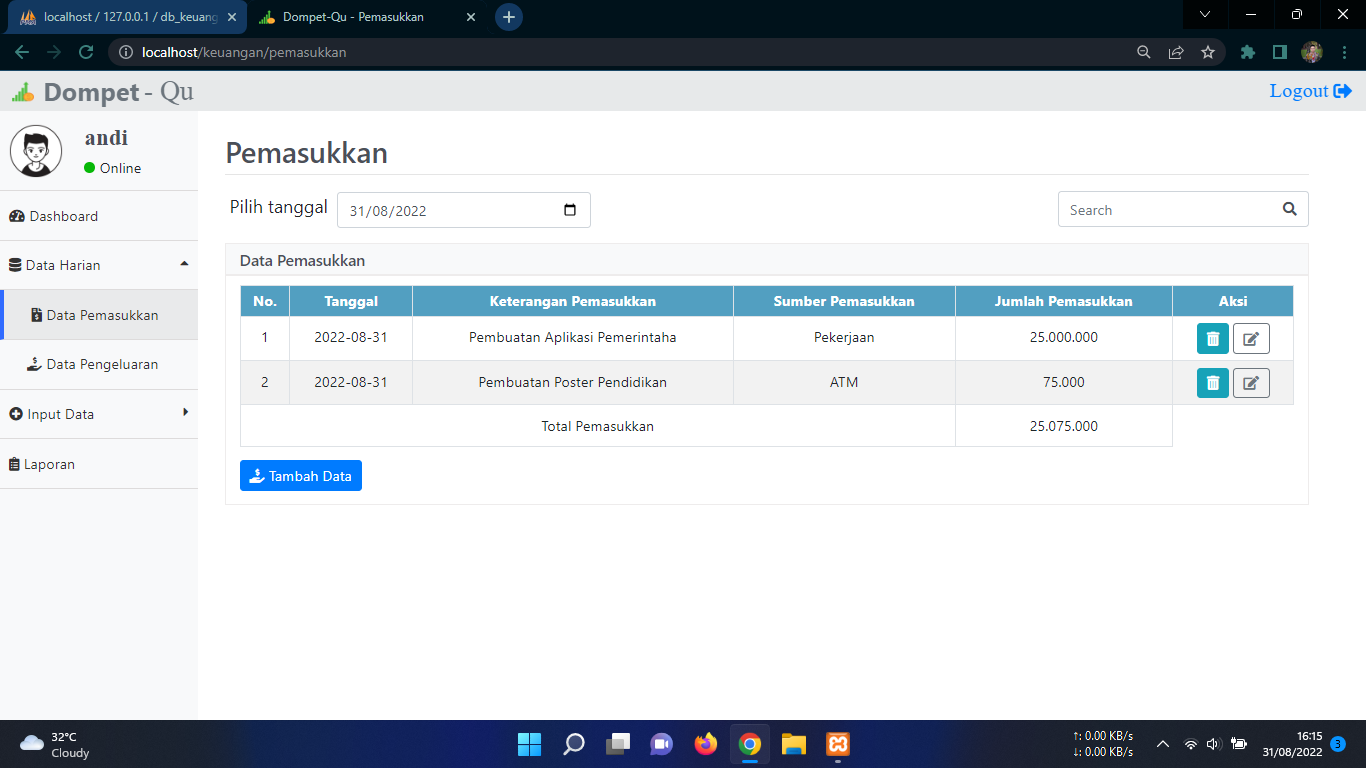 localhost / 127.0.0.1 / db_keuang
Dompet-Qu - Pemasukkan
localhost/keuangan/pemasukkan
Dompet - Qu
Logout
andi
Online
Dashboard
Data Harian
Data Pemasukkan
Data Pengeluaran
Input Data
Laporan
Pemasukkan
Pilih tanggal 31/08/2022
Search
Data Pemasukkan
No. Tanggal Keterangan Pemasukkan Sumber Pemasukkan Jumlah Pemasukkan Aksi
1 2022-08-31 Pembuatan Aplikasi Pemerintaha Pekerjaan 25.000.000
2 2022-08-31 Pembuatan Poster Pendidikan ATM 75.000
Total Pemasukkan 25.075.000
Tambah Data
32°C
Cloudy
↑: 0.00 KB/s
↓: 0.00 KB/s
16:15
31/08/2022
3